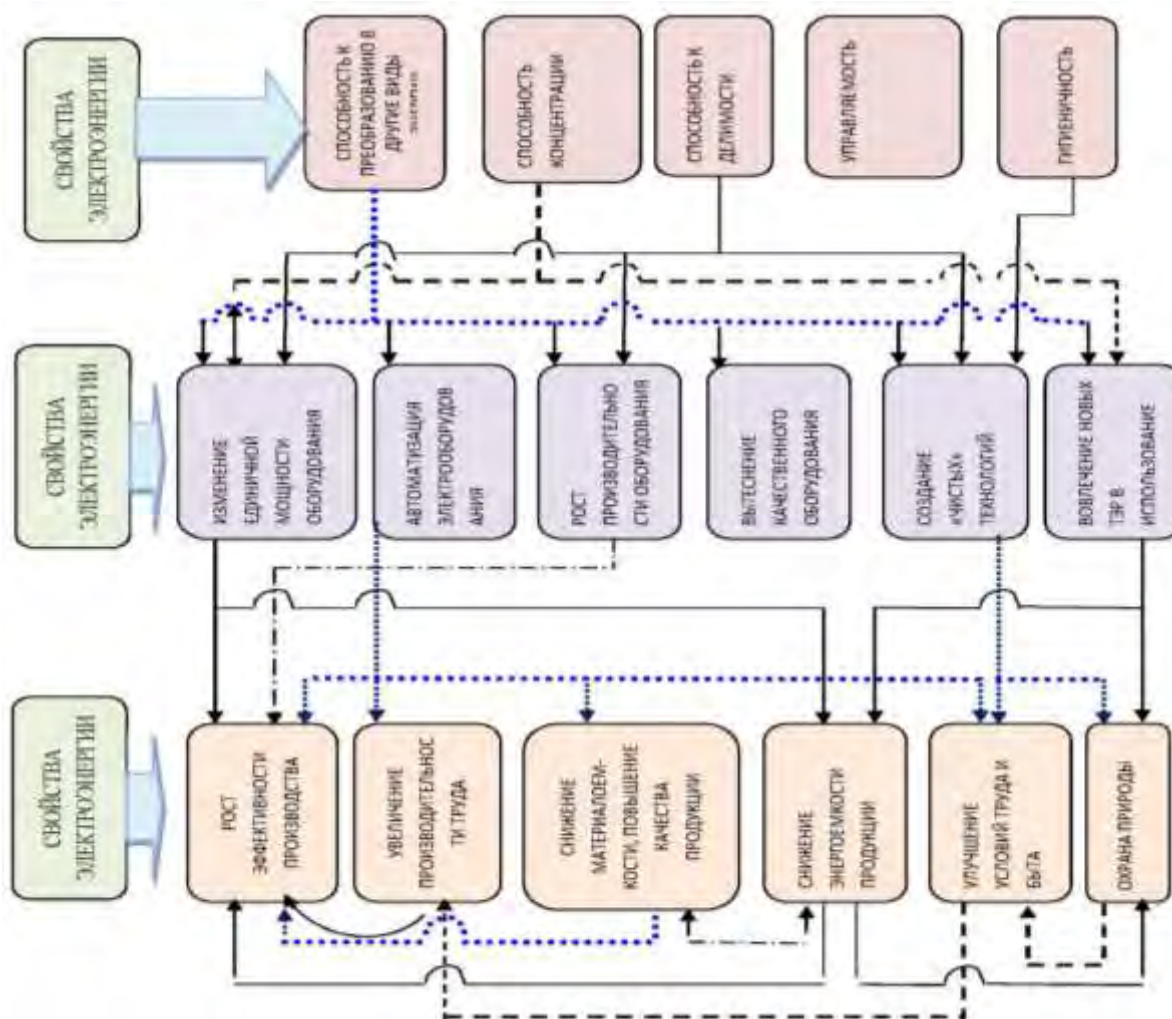 СВОЙСТВА
ЭЛЕКТРОЭНЕРГИИ
РОСТ
ЭФФЕКТИВНОСТИ
ПРОИЗВОДСТВА
УВЕЛИЧЕНИЕ
ПРОИЗВОДИТЕЛЬНОС
ТИ ТРУДА
СНИЖЕНИЕ
МАТЕРИАЛОЕМ-
КОСТИ, ПОВЫШЕНИЕ
КАЧЕСТВА
ПРОДУКЦИИ
СНИЖЕНИЕ
ЭНЕРГОЕМКОСТИ
ПРОДУКЦИИ
УЛУЧШЕНИЕ
УСЛОВИЙ ТРУДА И
БЫТА
ОХРАНА ПРИРОДЫ
СВОЙСТВА
ЭЛЕКТРОЭНЕРГИИ
ИЗМЕНЕНИЕ
ЕДИНИЧНОЙ
МОЩНОСТИ
ОБОРУДОВАНИЯ
АВТОМАТИЗАЦИЯ
ЭЛЕКТРООБОРУДОВ
АНИЯ
РОСТ
ПРОИЗВОДИТЕЛЬНО
СТИ ОБОРУДОВАНИЯ
ВЫТЕСНЕНИЕ
КАЧЕСТВЕННОГО
ОБОРУДОВАНИЯ
СОЗДАНИЕ
«ЧИСТЫХ»
ТЕХНОЛОГИЙ
ВОВЛЕЧЕНИЕ НОВЫХ
ТЭР В
ИСПОЛЬЗОВАНИЕ
СВОЙСТВА
ЭЛЕКТРОЭНЕРГИИ
СПОСОБНОСТЬ К
ПРЕОБРАЗОВАНИЮ В
ДРУГИЕ ВИДЫ
СПОСОБНОСТЬ
КОНЦЕНТРАЦИИ
СПОСОБНОСТЬ К
ДЕЛИМОСТИ
УПРАВЛЯЕМОСТЬ
ГИГИЕНИЧНОСТЬ